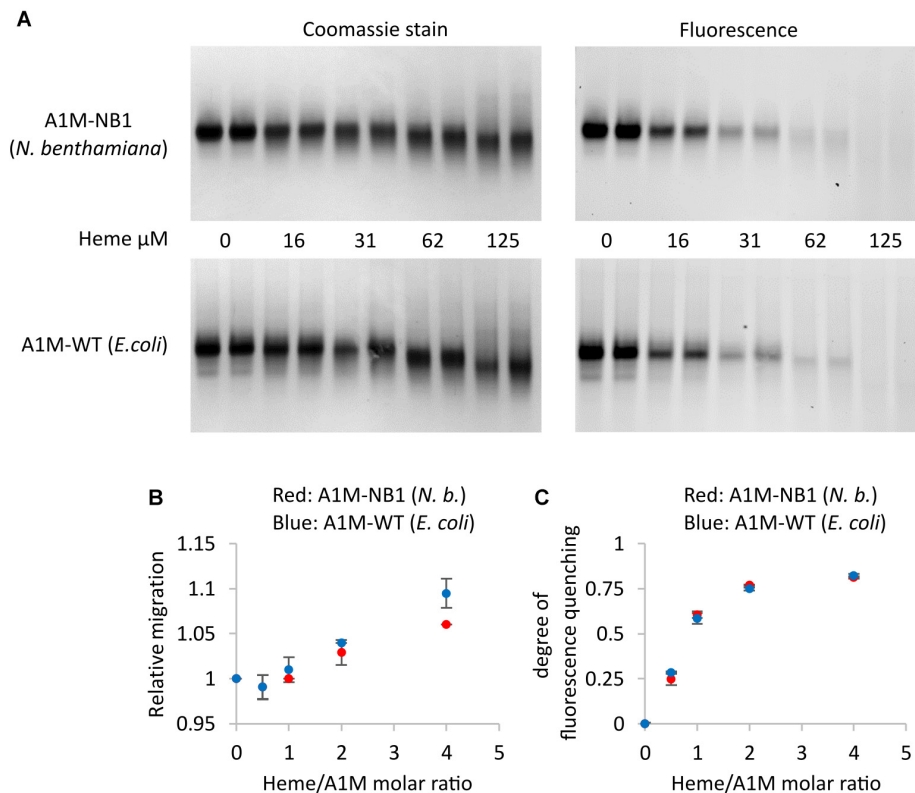 A
Coomassie stain
Fluorescence
A1M-NB1
(N. benthamiana)
Heme µM
0 16 31 62 125
0 16 31 62 125
A1M-WT (E.coli)
B
Red: A1M-NB1 (N. b.)
Blue: A1M-WT (E. coli)
Relative migration
1.15
1.1
1.05
1
0.95
0 1 2 3 4 5
Heme/A1M molar ratio
C
Red: A1M-NB1 (N. b.)
Blue: A1M-WT (E. coli)
degree of
fluorescence quenching
1
0.75
0.5
0.25
0
0 1 2 3 4 5
Heme/A1M molar ratio